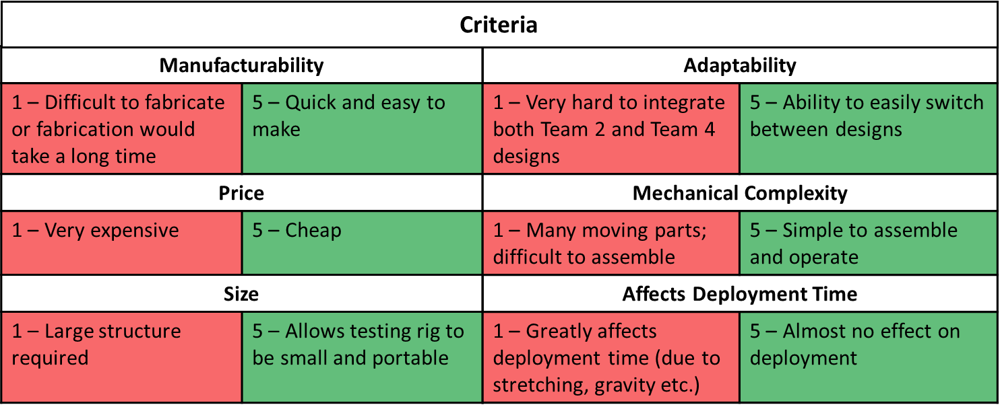 Criteria
Manufacturability
Adaptability
1 – Difficult to fabricate
or fabrication would
take a long time
5 – Quick and easy to
make
1 – Very hard to integrate
both Team 2 and Team 4
designs
5 – Ability to easily switch
between designs
Price
Mechanical Complexity
1 – Very expensive
5 – Cheap
1 – Many moving parts;
difficult to assemble
5 – Simple to assemble
and operate
Size
Affects Deployment Time
1 – Large structure
required
5 – Allows testing rig to
be small and portable
1 – Greatly affects
deployment time (due to
stretching, gravity etc.)
5 – Almost no effect on
deployment